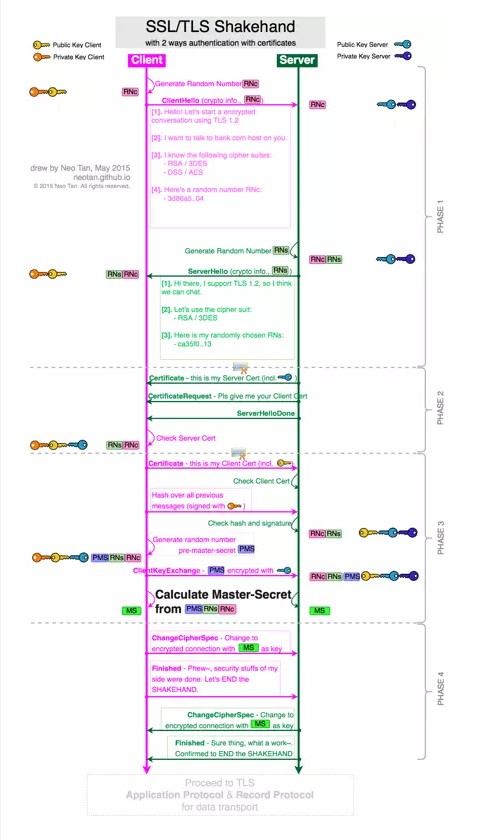 SSL/TLS Shakehand
with 2 ways authentication with certificates
Public Key Client
Private Key Client
Public Key Server
Private Key Server
Client
Server
Generate Random Number RNc
RNc
ClientHello (crypto info., RNc )
RNc
[1]. Hello! Let's start a encrypted
conversation using TLS 1.2
[2]. I want to talk to bank.com host on you
[3]. I know the following cipher suites:
- RSA / 3DES
- DSS / AES
[4]. Here's a random number RNc:
- 3d86a5..04
drew by Neo Tan, May 2015
neotan.github.io
© 2015 Neo Tan. All rights reserved.
PHASE 1
Generate Random Number RNs
RNc RNs
ServerHello (crypto info., RNs )
RNs RNc
[1]. Hi there, I support TLS 1.2, so I think
we can chat.
[2]. Let's use the cipher suit:
- RSA / 3DES
[3]. Here is my randomly chosen RNs:
- ca35f0..13
Certificate - this is my Server Cert (incl. )
CertificateRequest - Pls give me your Client Cert
ServerHelloDone
PHASE 2
Check Server Cert
RNs RNc
Certificate - this is my Client Cert (incl. )
Check Client Cert
Hash over all previous
messages (signed with )
Check hash and signature
RNc RNs
PHASE 3
Generate random number
pre-master-secret PMS
PMS RNs RNc
ClientKeyExchange - PMS encrypted with
RNc RNs PMS
Calculate Master-Secret
from PMS RNs RNc
MS
MS
ChangeCipherSpec - Change to
encrypted connection with MS as key
Finished - Phew~, security stuffs of my
side were done. Let's END the
SHAKEHAND.
PHASE 4
ChangeCipherSpec - Change to
encrypted connection with MS as key
Finished - Sure thing, what a work~.
Confirmed to END the SHAKEHAND
Proceed to TLS
Application Protocol & Record Protocol
for data transport